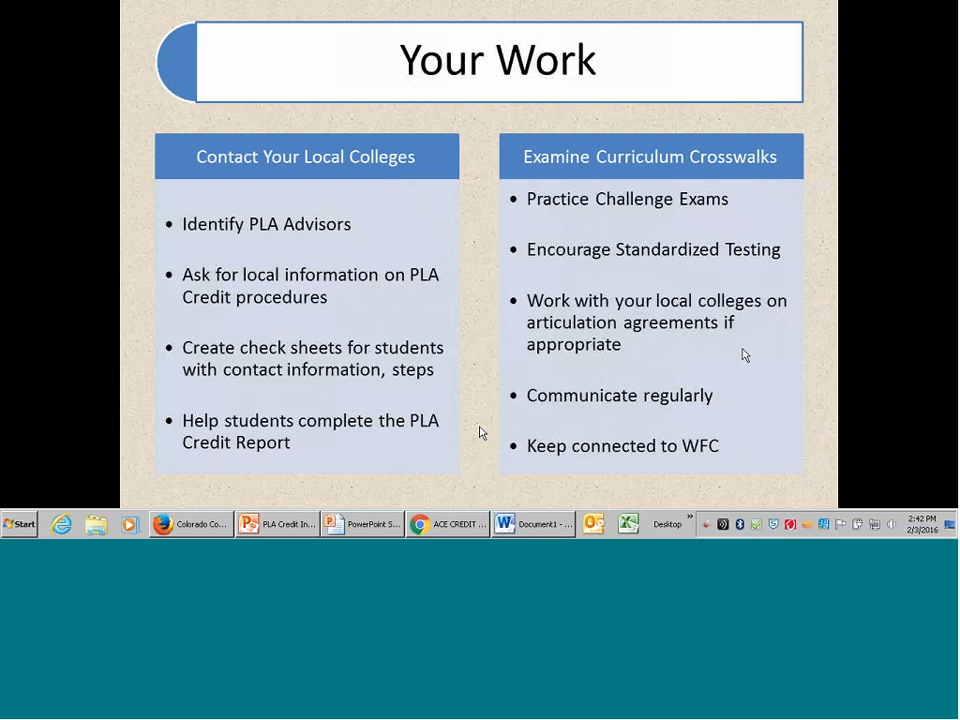 Your Work
Contact Your Local Colleges
• Identify PLA Advisors
• Ask for local information on PLA
Credit procedures
• Create check sheets for students
with contact information, steps
• Help students complete the PLA
Credit Report
Examine Curriculum Crosswalks
• Practice Challenge Exams
• Encourage Standardized Testing
• Work with your local colleges on
articulation agreements if
appropriate
• Communicate regularly
• Keep connected to WFC
Start
Colorado Co...
PLA Credit In...
PowerPoint S...
ACE CREDIT ...
Document1 - ...
Desktop
2:42 PM
2/3/2016